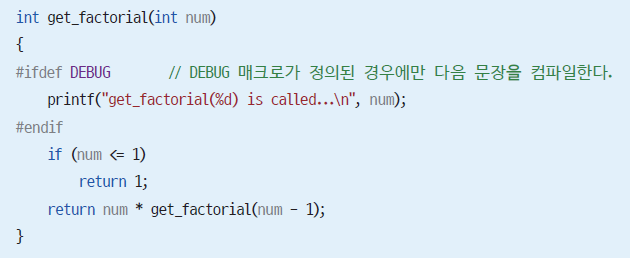 int get_factorial(int num)
{
#ifdef DEBUG // DEBUG 매크로가 정의된 경우에만 다음 문장을 컴파일한다.
printf("get_factorial(%d) is called...\n", num);
#endif
if (num <= 1)
return 1;
return num * get_factorial(num - 1);
}